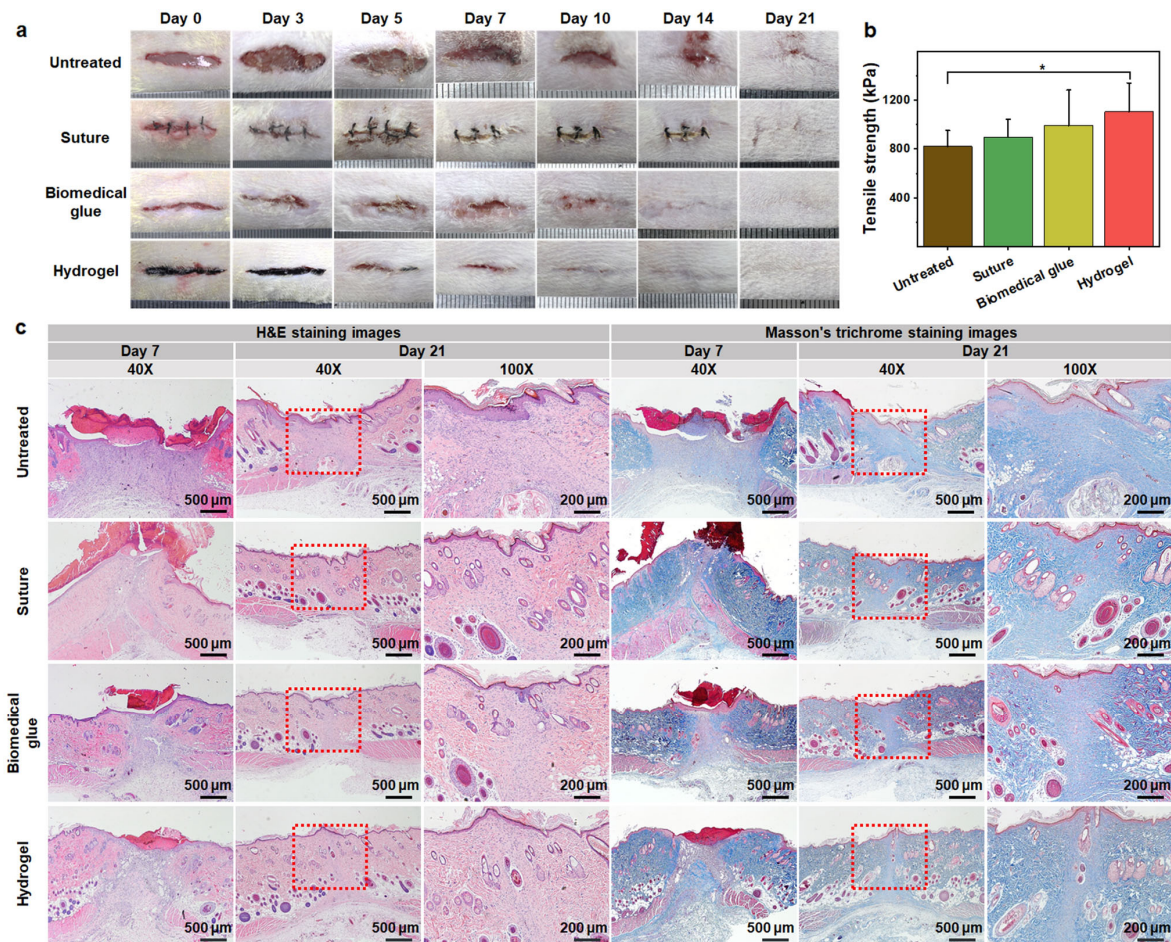 a
Day 0 Day 3 Day 5 Day 7 Day 10 Day 14 Day 21
Untreated
Suture
Biomedical
glue
Hydrogel
b
Tensile strength (kPa)
1200
800
400
*
Untreated
Suture
Biomedical glue
Hydrogel
c
H&E staining images Masson's trichrome staining images
Day 7 Day 21 Day 7 Day 21
40X 40X 100X 40X 40X 100X
Untreated
500 μm 500 μm 200 μm 500 μm 500 μm 200 μm
Suture
500 μm 500 μm 200 μm 500 μm 500 μm 200 μm
Biomedical
glue
500 μm 500 μm 200 μm 500 μm 500 μm 200 μm
Hydrogel
500 μm 500 μm 200 μm 500 μm 500 μm 200 μm